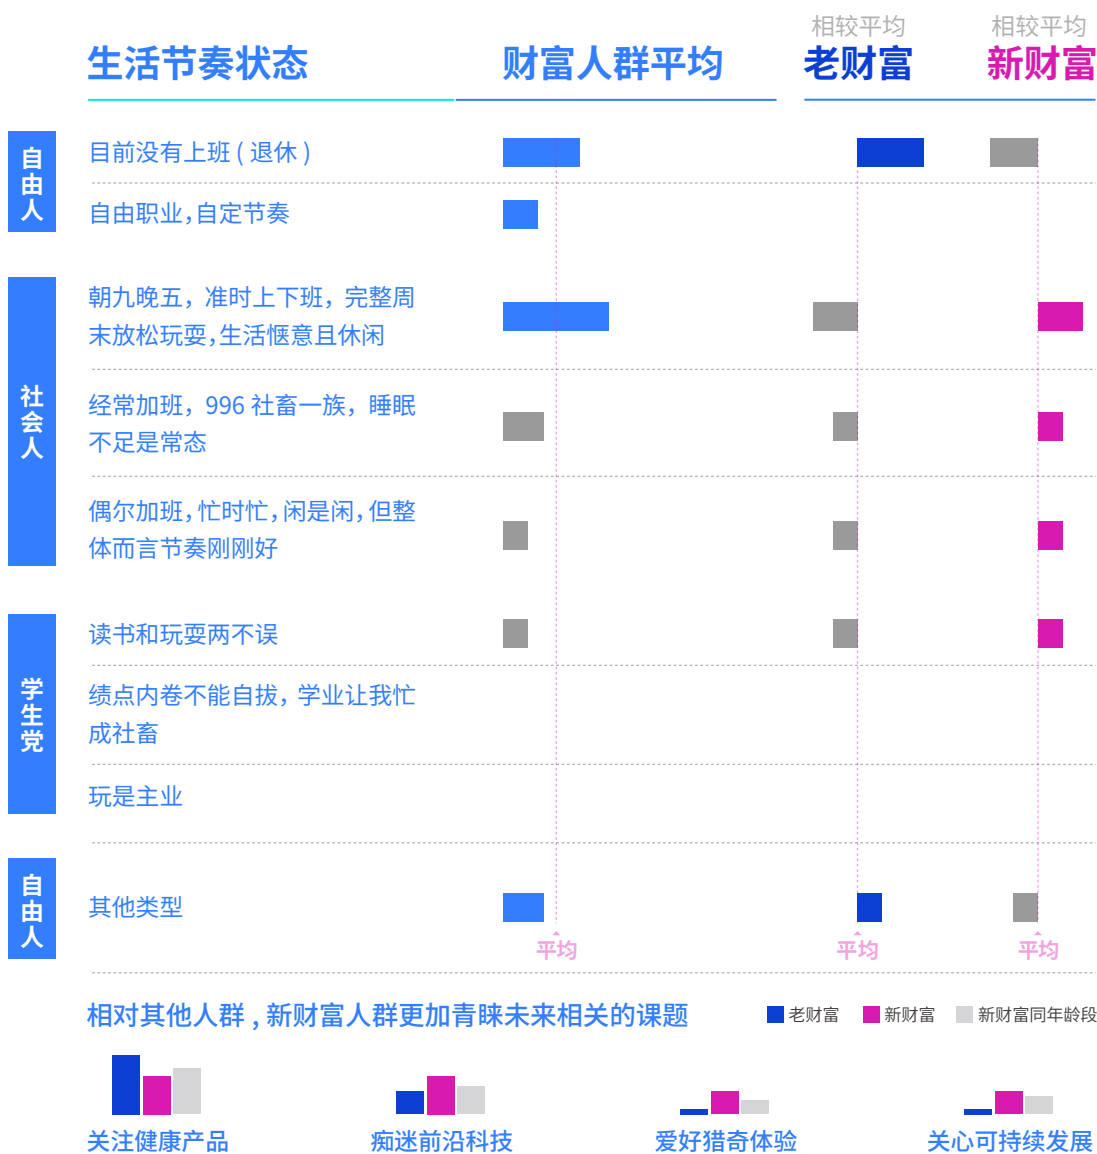 相较平均 相较平均
生活节奏状态 财富人群平均 老财富 新财富
自由人
目前没有上班 ( 退休 )
自由职业，自定节奏
社会人
朝九晚五，准时上下班，完整周
末放松玩耍，生活惬意且休闲
经常加班，996 社畜一族，睡眠
不足是常态
偶尔加班，忙时忙，闲是闲，但整
体而言节奏刚刚好
学生党
读书和玩耍两不误
绩点内卷不能自拔，学业让我忙
成社畜
玩是主业
自由人
其他类型
平均 平均 平均
相对其他人群 , 新财富人群更加青睐未来相关的课题
老财富 新财富 新财富同年龄段
关注健康产品 痴迷前沿科技 爱好猎奇体验 关心可持续发展